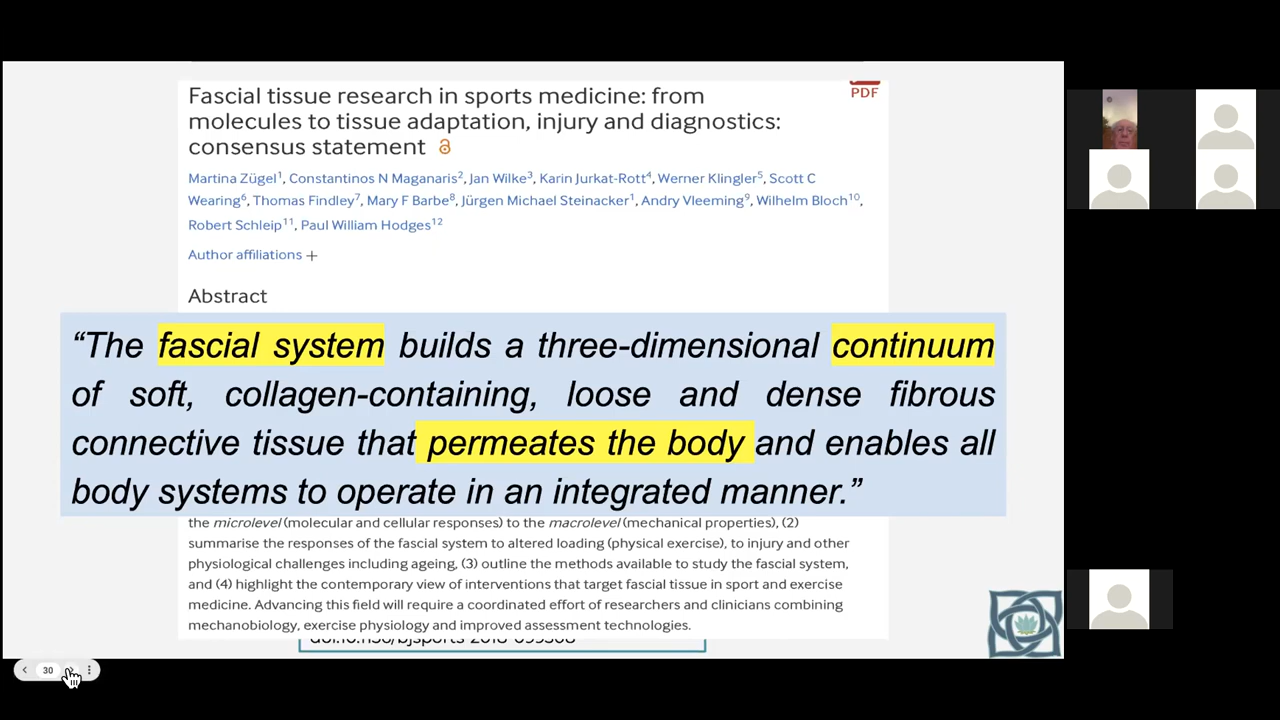 PDF
Fascial tissue research in sports medicine: from
molecules to tissue adaptation, injury and diagnostics:
consensus statement
Martina Zügel1, Constantinos N Maganaris2, Jan Wilke3, Karin Jurkat-Rott4, Werner Klingler5, Scott C
Wearing6, Thomas Findley7, Mary F Barbe8, Jürgen Michael Steinacker1, Andry Vleeming9, Wilhelm Bloch10,
Robert Schleip11, Paul William Hodges12
Author affiliations +
Abstract
“The fascial system builds a three-dimensional continuum
of soft, collagen-containing, loose and dense fibrous
connective tissue that permeates the body and enables all
body systems to operate in an integrated manner.”
the microlevel (molecular and cellular responses) to the macrolevel (mechanical properties), (2)
summarise the responses of the fascial system to altered loading (physical exercise), to injury and other
physiological challenges including ageing, (3) outline the methods available to study the fascial system,
and (4) highlight the contemporary view of interventions that target fascial tissue in sport and exercise
medicine. Advancing this field will require a coordinated effort of researchers and clinicians combining
mechanobiology, exercise physiology and improved assessment technologies.
30